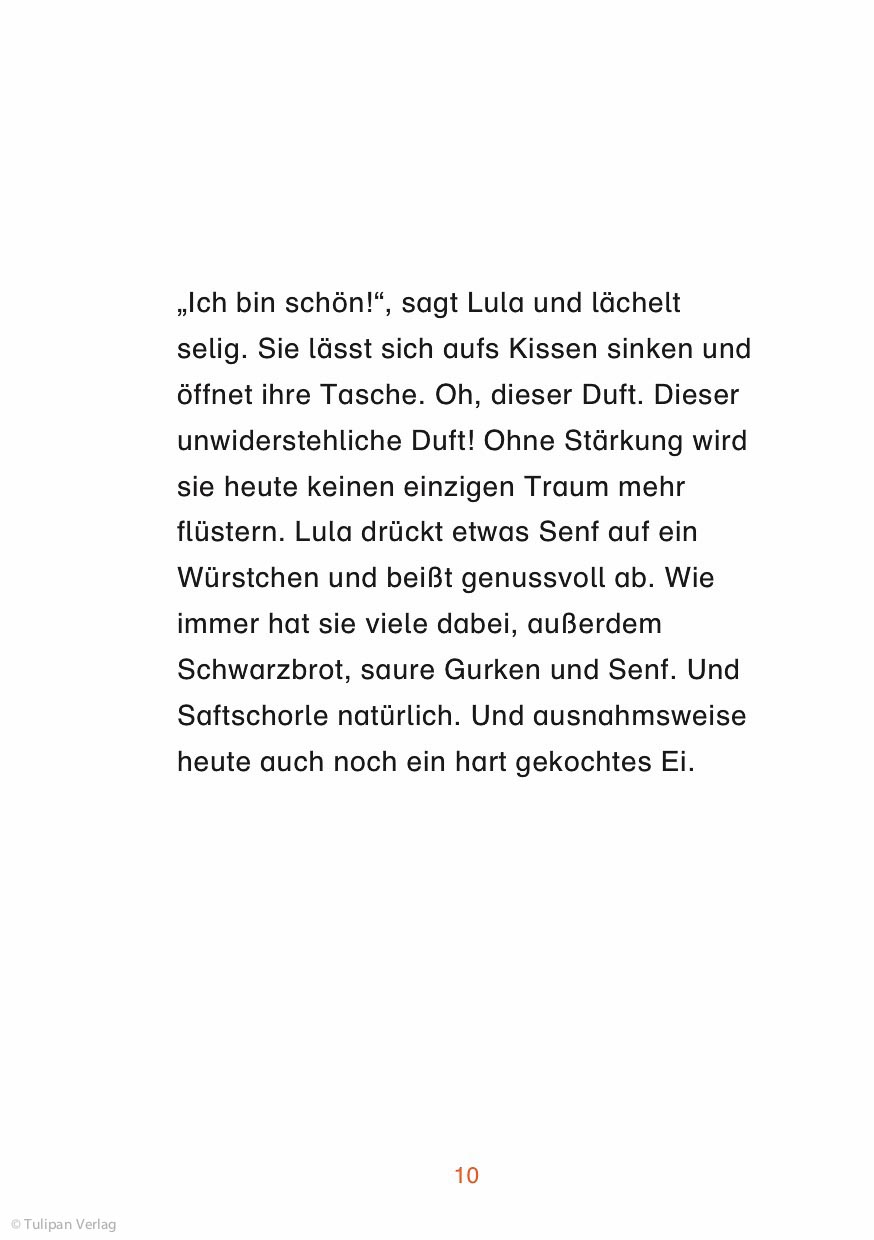 „Ich bin schön!“, sagt Lula und lächelt
selig. Sie lässt sich aufs Kissen sinken und
öffnet ihre Tasche. Oh, dieser Duft. Dieser
unwiderstehliche Duft! Ohne Stärkung wird
sie heute keinen einzigen Traum mehr
flüstern. Lula drückt etwas Senf auf ein
Würstchen und beißt genussvoll ab. Wie
immer hat sie viele dabei, außerdem
Schwarzbrot, saure Gurken und Senf. Und
Saftschorle natürlich. Und ausnahmsweise
heute auch noch ein hart gekochtes Ei.
10
© Tulipan Verlag